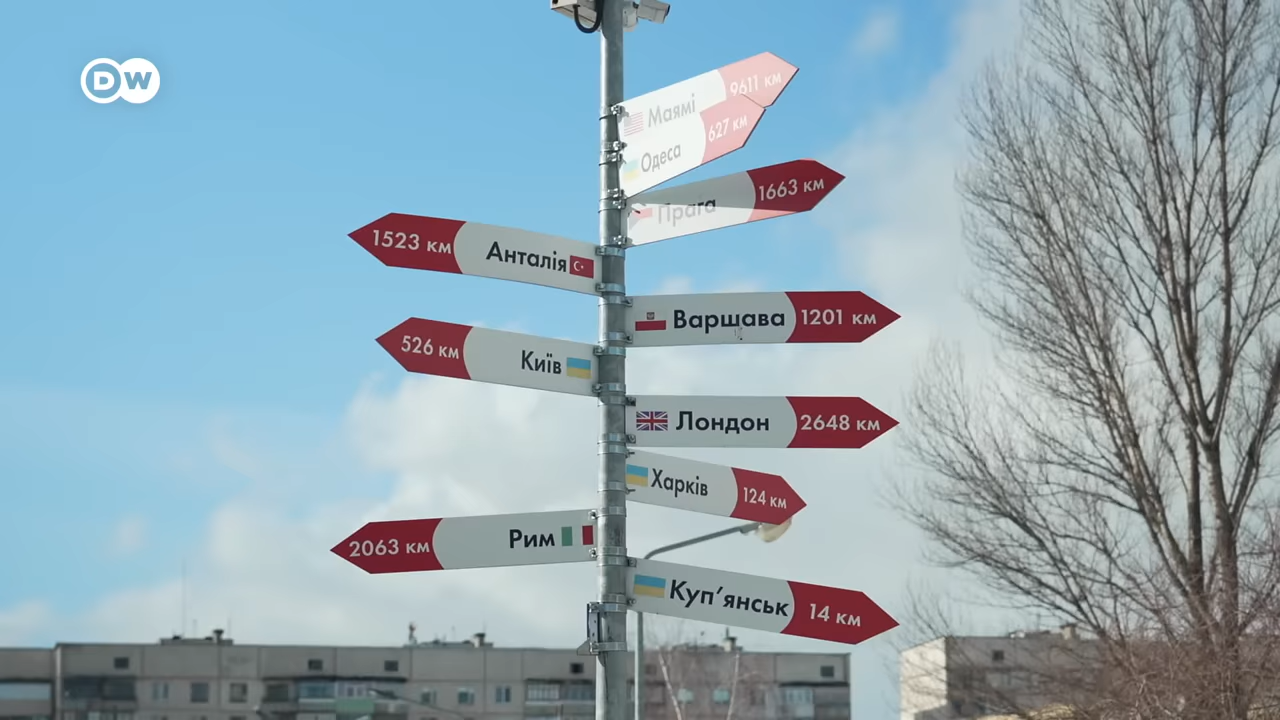 DW
Маямі 9611 км
Одеса 627 км
Прага 1663 км
1523 км Анталія
Варшава 1201 км
526 км Київ
Лондон 2648 км
Харків 124 км
2063 км Рим
Куп’янськ 14 км